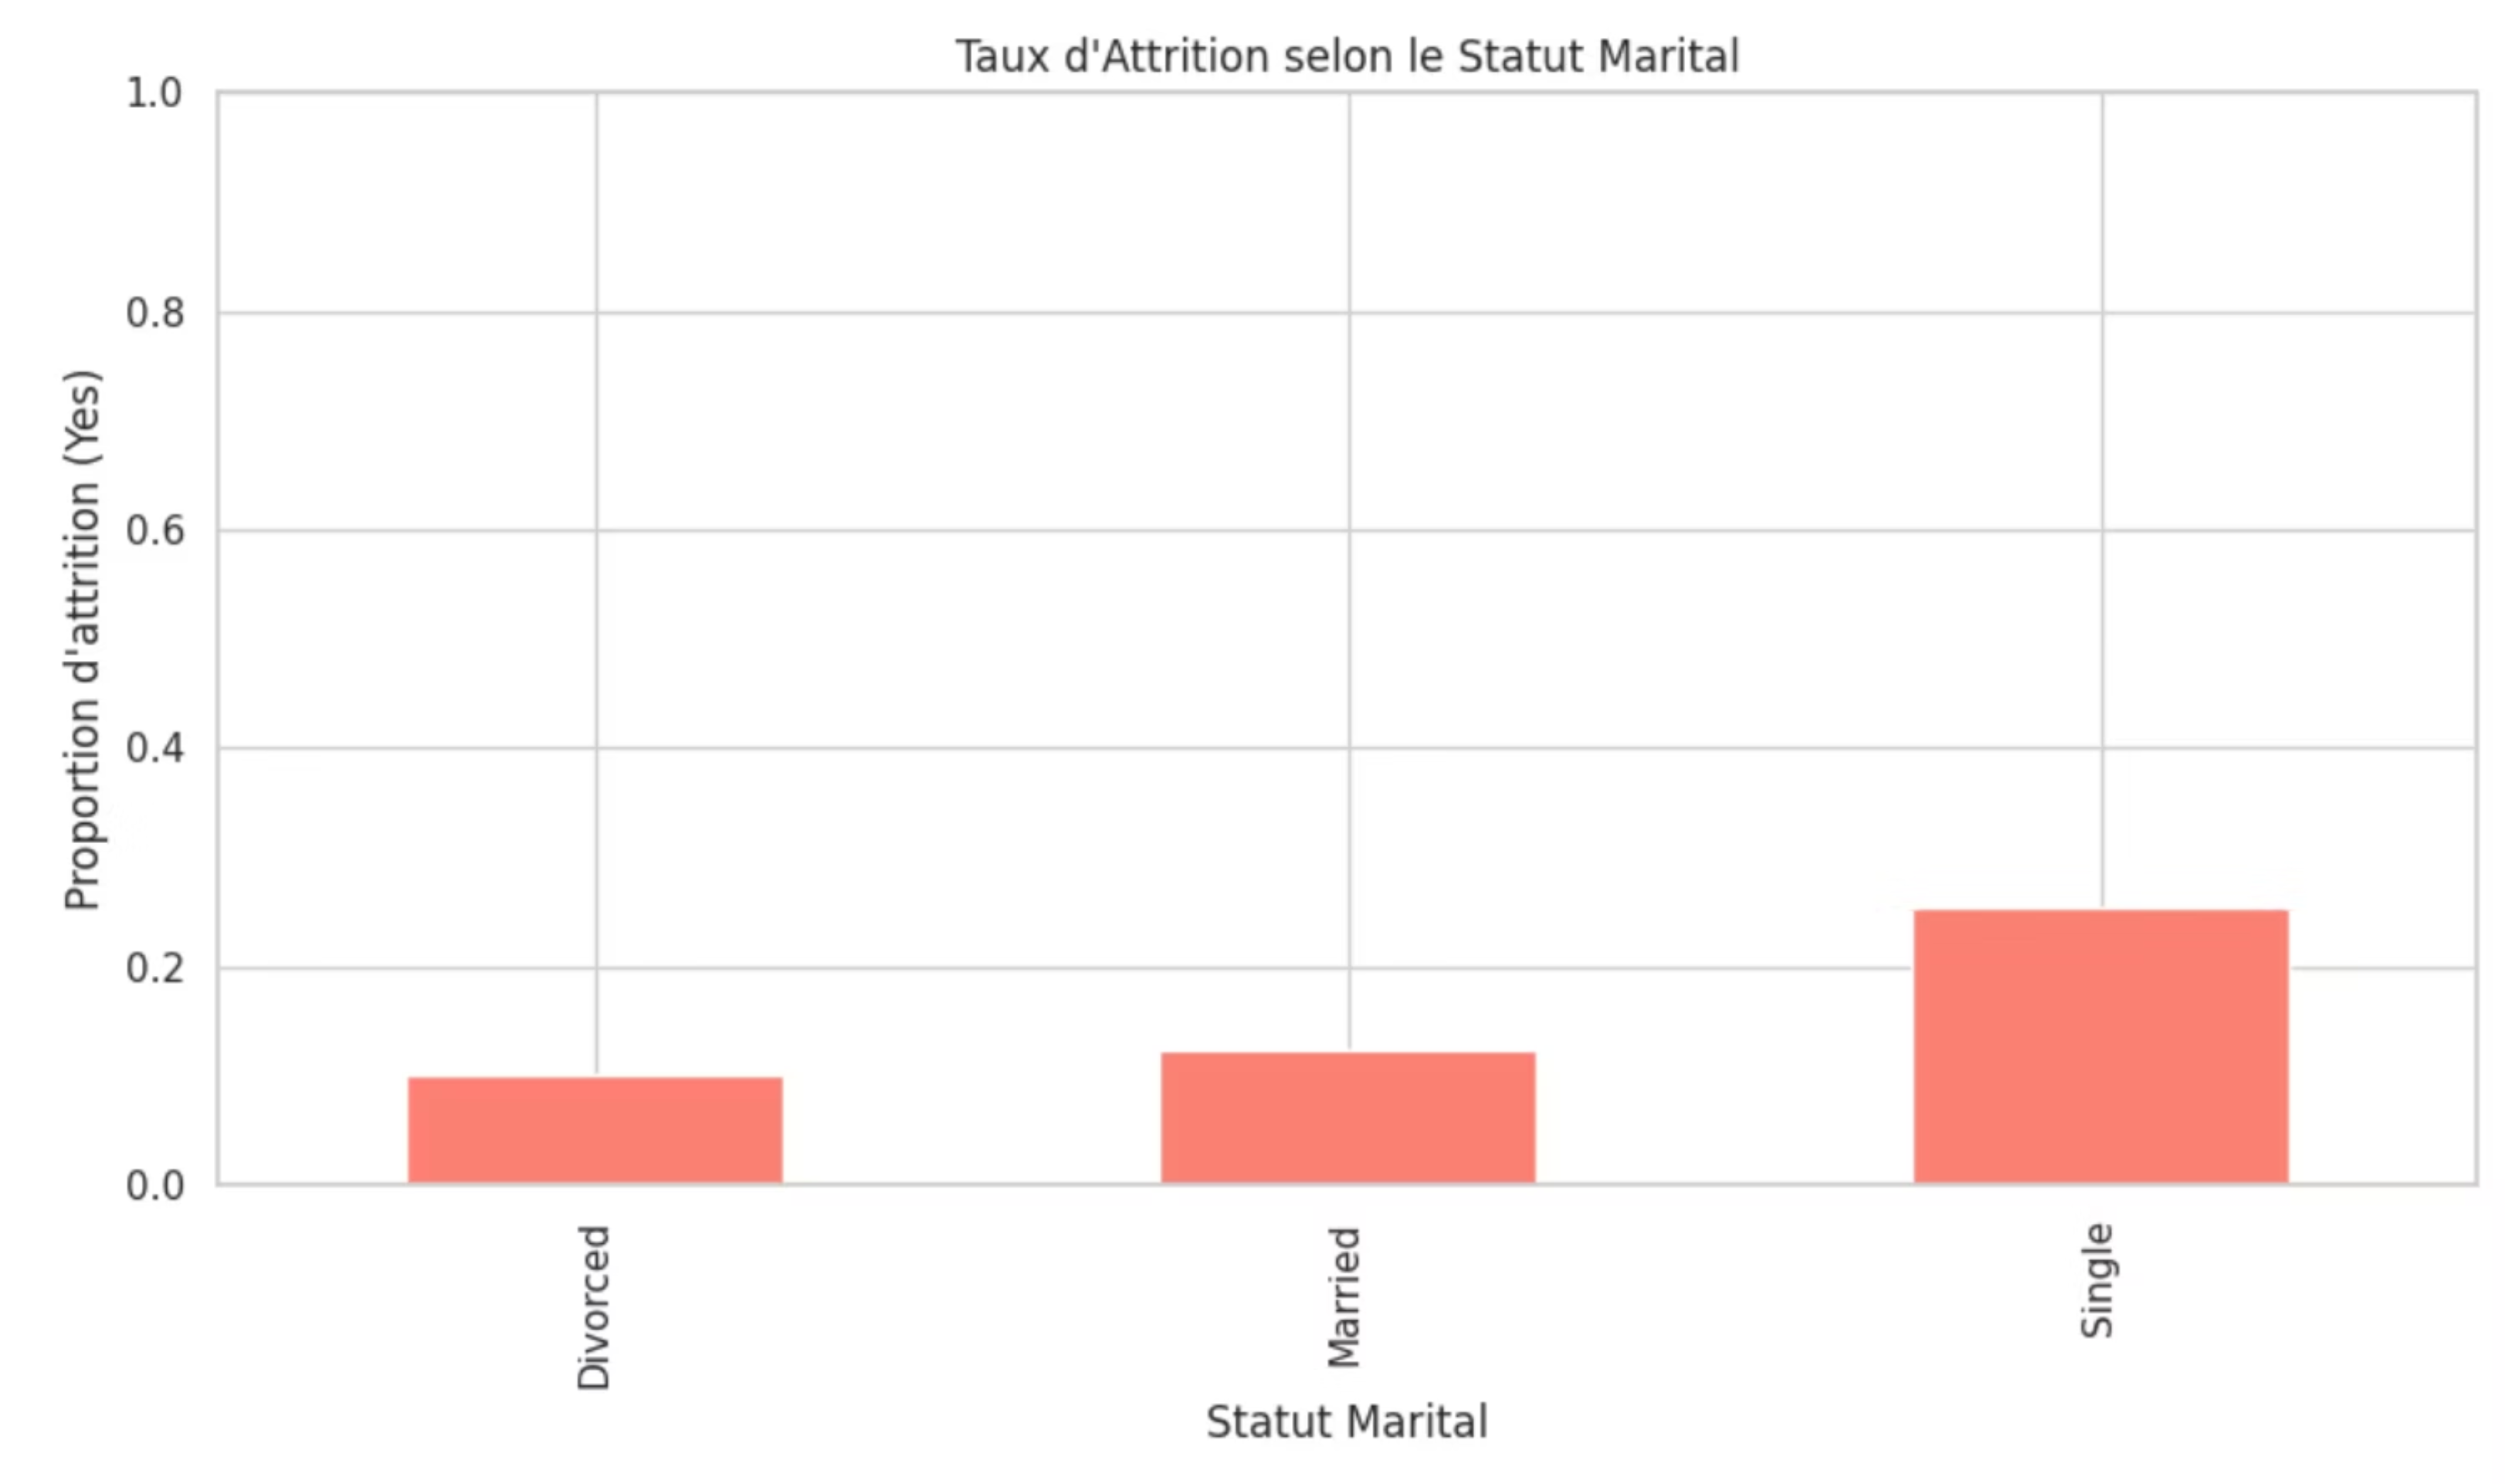 Taux d'Attrition selon le Statut Marital
1.0
0.8
0.6
0.4
0.2
0.0
Proportion d'attrition (Yes)
Divorced
Married
Single
Statut Marital